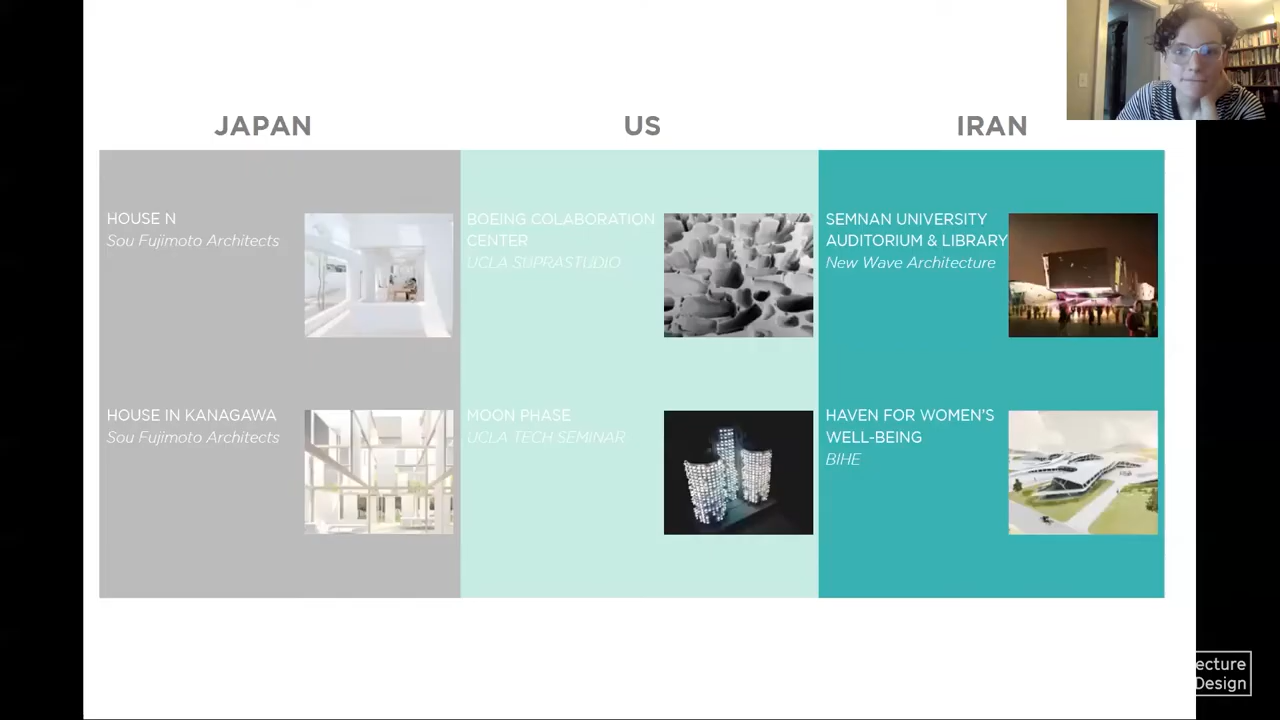 JAPAN
US
IRAN
HOUSE N
Sou Fujimoto Architects
BOEING COLABORATION
CENTER
UCLA SUPRASTUDIO
SEMNAN UNIVERSITY
AUDITORIUM & LIBRARY
New Wave Architecture
HOUSE IN KANAGAWA
Sou Fujimoto Architects
MOON PHASE
UCLA TECH SEMINAR
HAVEN FOR WOMEN'S
WELL-BEING
BIHE
ecture
Design